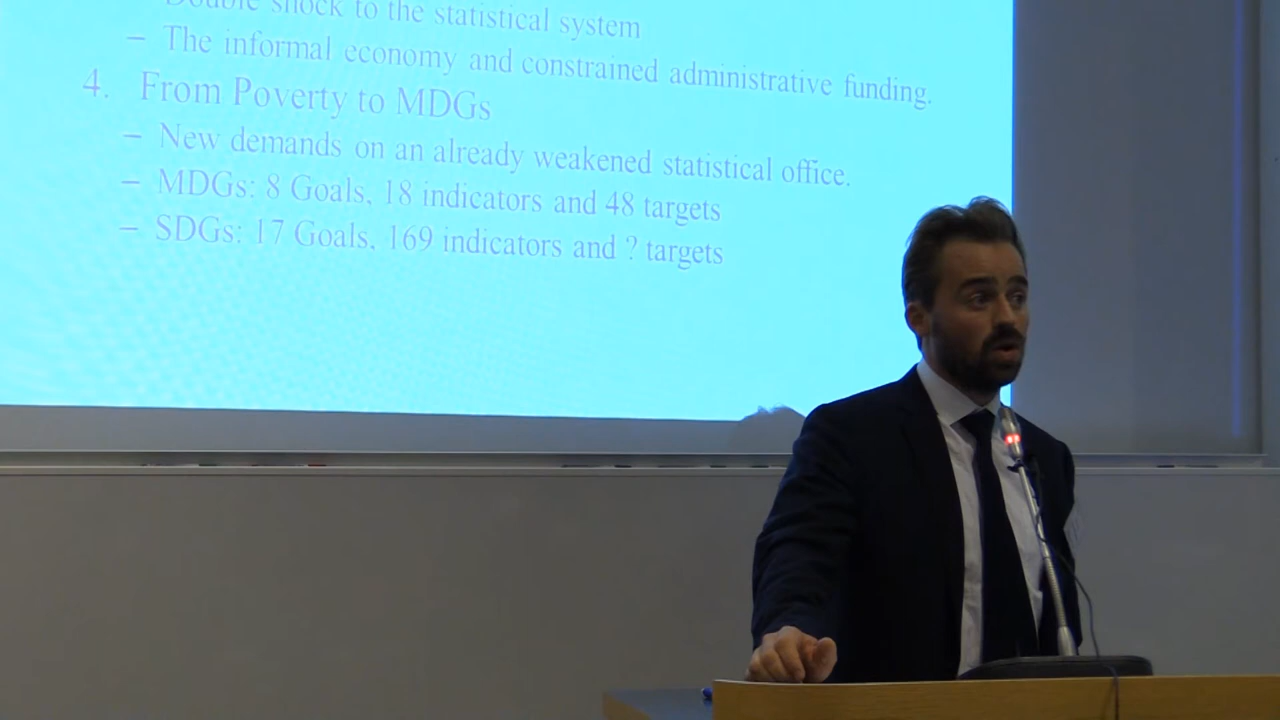 Double shock to the statistical system
– The informal economy and constrained administrative funding.
4. From Poverty to MDGs
– New demands on an already weakened statistical office.
– MDGs: 8 Goals, 18 indicators and 48 targets
– SDGs: 17 Goals, 169 indicators and ? targets